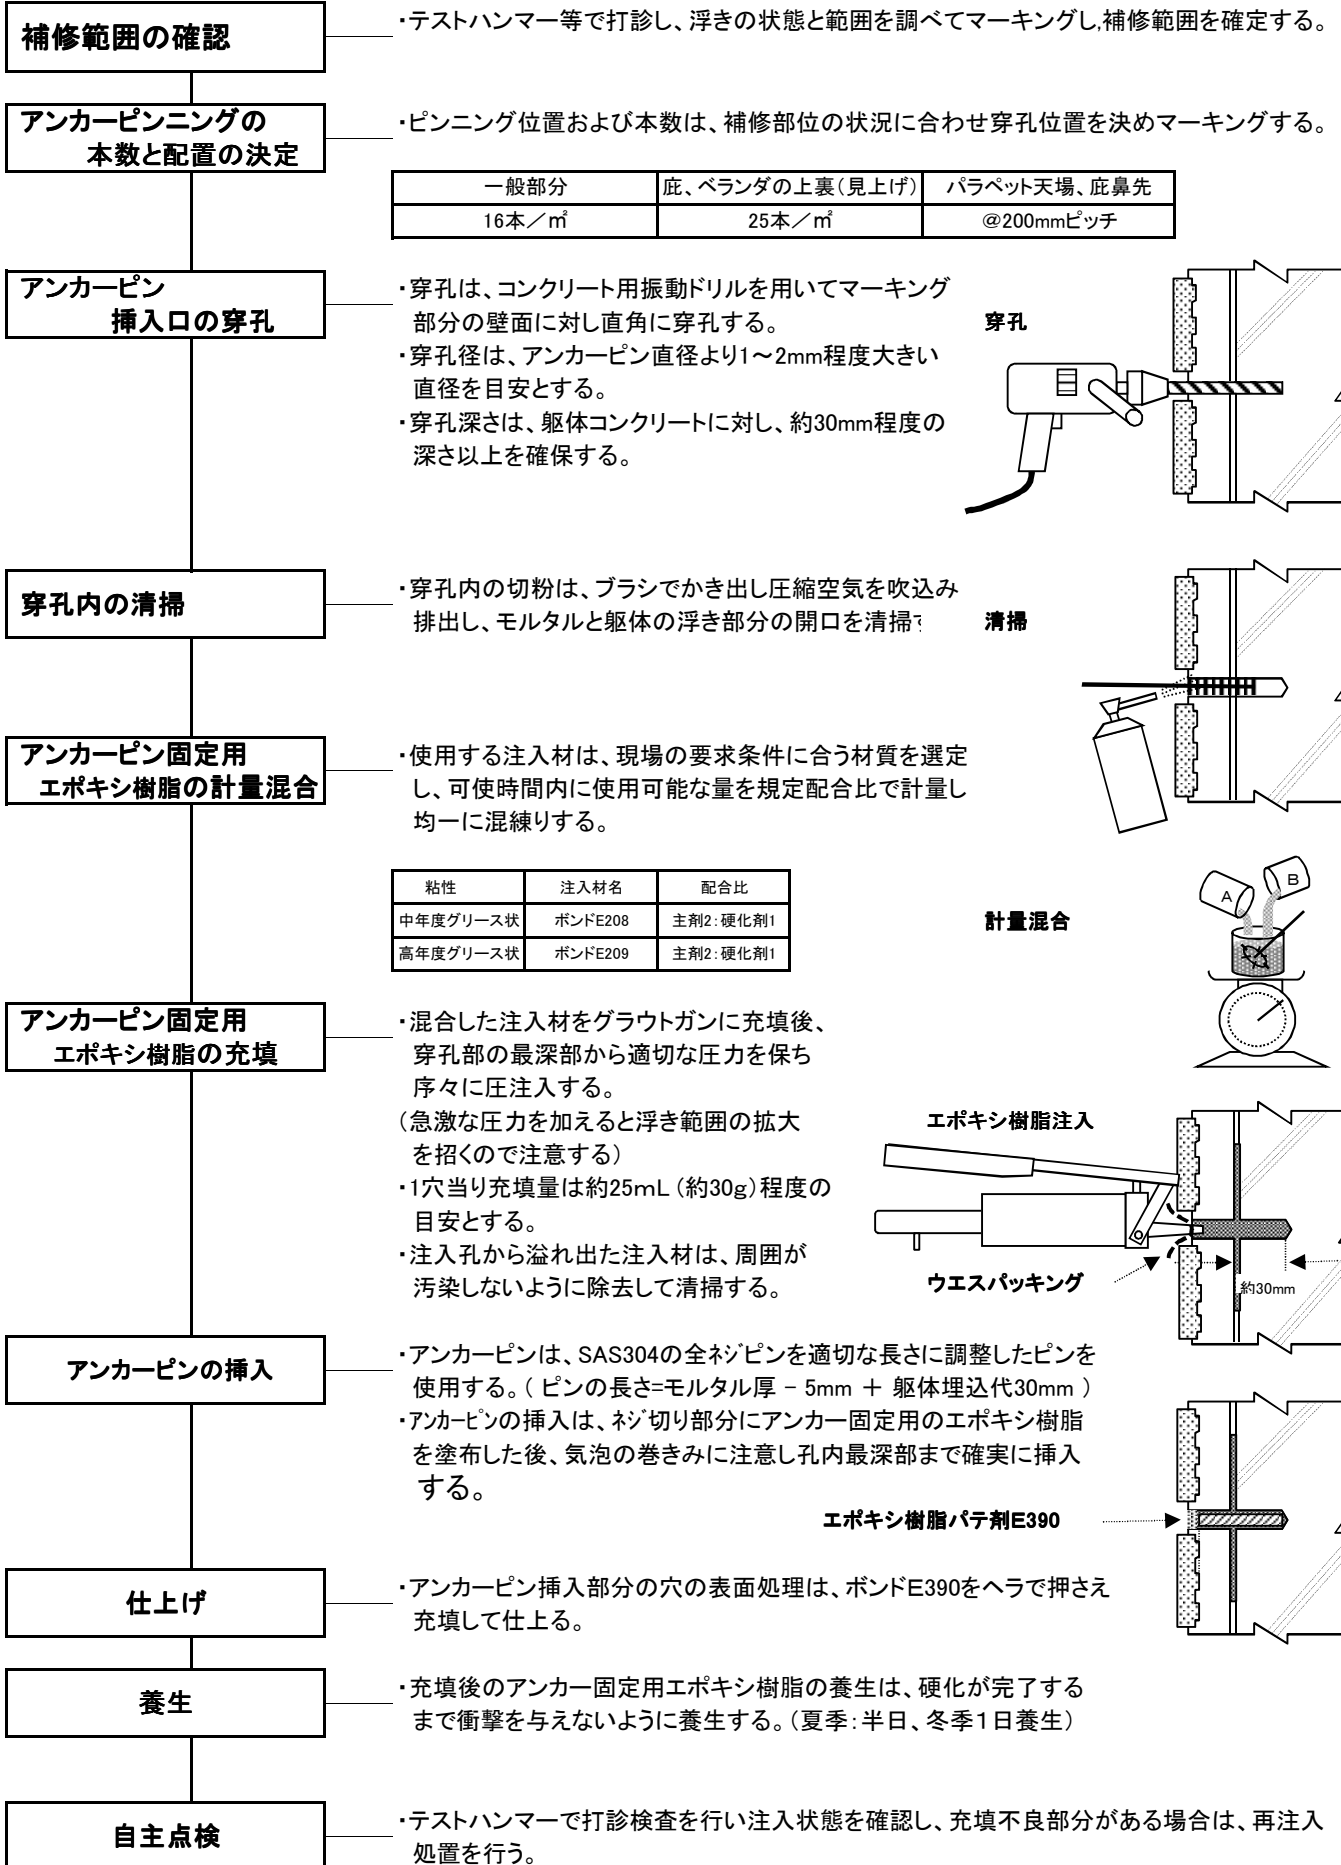 補修範囲の確認
・テストハンマー等で打診し、浮きの状態と範囲を調べてマーキングし,補修範囲を確定する。
アンカーピンニングの
本数と配置の決定
・ピンニング位置および本数は、補修部位の状況に合わせ穿孔位置を決めマーキングする。
一般部分 庇、ベランダの上裏(見上げ) パラペット天場、庇鼻先
16本／㎡ 25本／㎡ @200mmピッチ
アンカーピン
挿入口の穿孔
・穿孔は、コンクリート用振動ドリルを用いてマーキング
部分の壁面に対し直角に穿孔する。
・穿孔径は、アンカーピン直径より1～2mm程度大きい
直径を目安とする。
・穿孔深さは、躯体コンクリートに対し、約30mm程度の
深さ以上を確保する。
穿孔
穿孔内の清掃
・穿孔内の切粉は、ブラシでかき出し圧縮空気を吹込み
排出し、モルタルと躯体の浮き部分の開口を清掃
清掃
アンカーピン固定用
エポキシ樹脂の計量混合
・使用する注入材は、現場の要求条件に合う材質を選定
し、可使時間内に使用可能な量を規定配合比で計量し
均一に混練りする。
粘性 注入材名 配合比
中年度グリース状 ボンドE208 主剤2：硬化剤1
高年度グリース状 ボンドE209 主剤2：硬化剤1
計量混合
A
B
アンカーピン固定用
エポキシ樹脂の充填
・混合した注入材をグラウトガンに充填後、
穿孔部の最深部から適切な圧力を保ち
序々に圧注入する。
(急激な圧力を加えると浮き範囲の拡大
を招くので注意する)
・1穴当り充填量は約25mL(約30g)程度の
目安とする。
・注入孔から溢れ出た注入材は、周囲が
汚染しないように除去して清掃する。
エポキシ樹脂注入
ウエスパッキング
約30mm
アンカーピンの挿入
・アンカーピンは、SAS304の全ネジピンを適切な長さに調整したピンを
使用する。( ピンの長さ=モルタル厚 － 5mm ＋ 躯体埋込代30mm )
・ｱﾝｶｰﾋﾟﾝの挿入は、ﾈｼﾞ切り部分にアンカー固定用のエポキシ樹脂
を塗布した後、気泡の巻きみに注意し孔内最深部まで確実に挿入
する。
エポキシ樹脂パテ剤E390
仕上げ
・アンカーピン挿入部分の穴の表面処理は、ボンドE390をヘラで押さえ
充填して仕上る。
養生
・充填後のアンカー固定用エポキシ樹脂の養生は、硬化が完了する
まで衝撃を与えないように養生する。(夏季：半日、冬季１日養生)
自主点検
・テストハンマーで打診検査を行い注入状態を確認し、充填不良部分がある場合は、再注入
処置を行う。